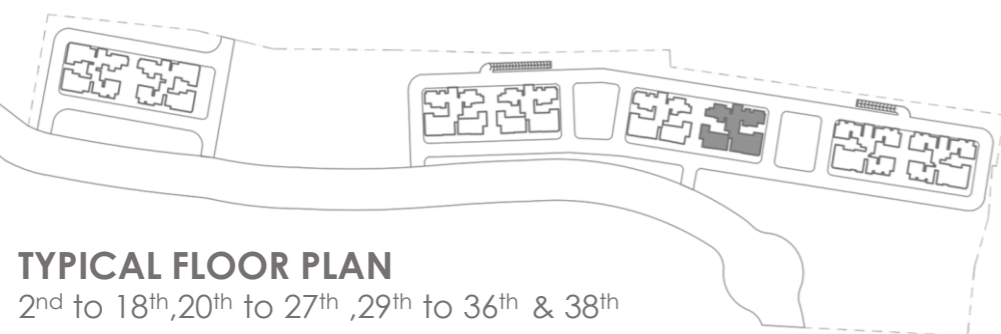 TYPICAL FLOOR PLAN
2nd to 18th,20th to 27th ,29th to 36th & 38th